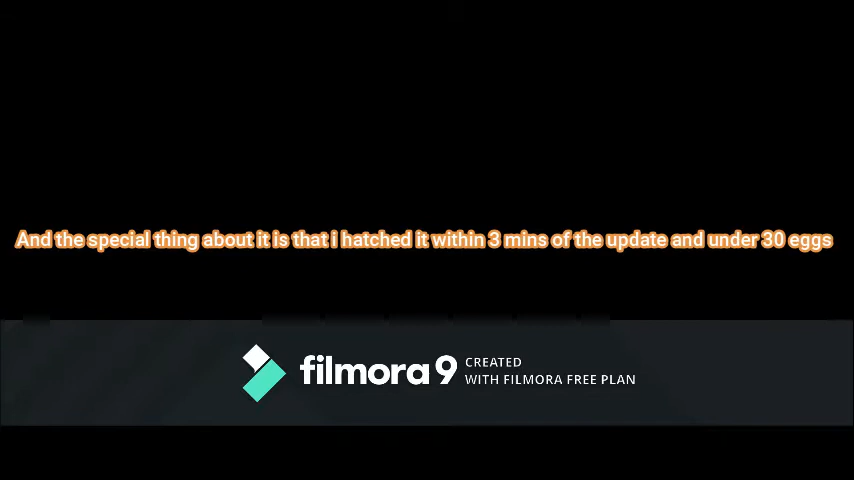 And the special thing about it is that i hatched it within 3 mins of the update and under 30 eggs
filmora 9 CREATED
WITH FILMORA FREE PLAN